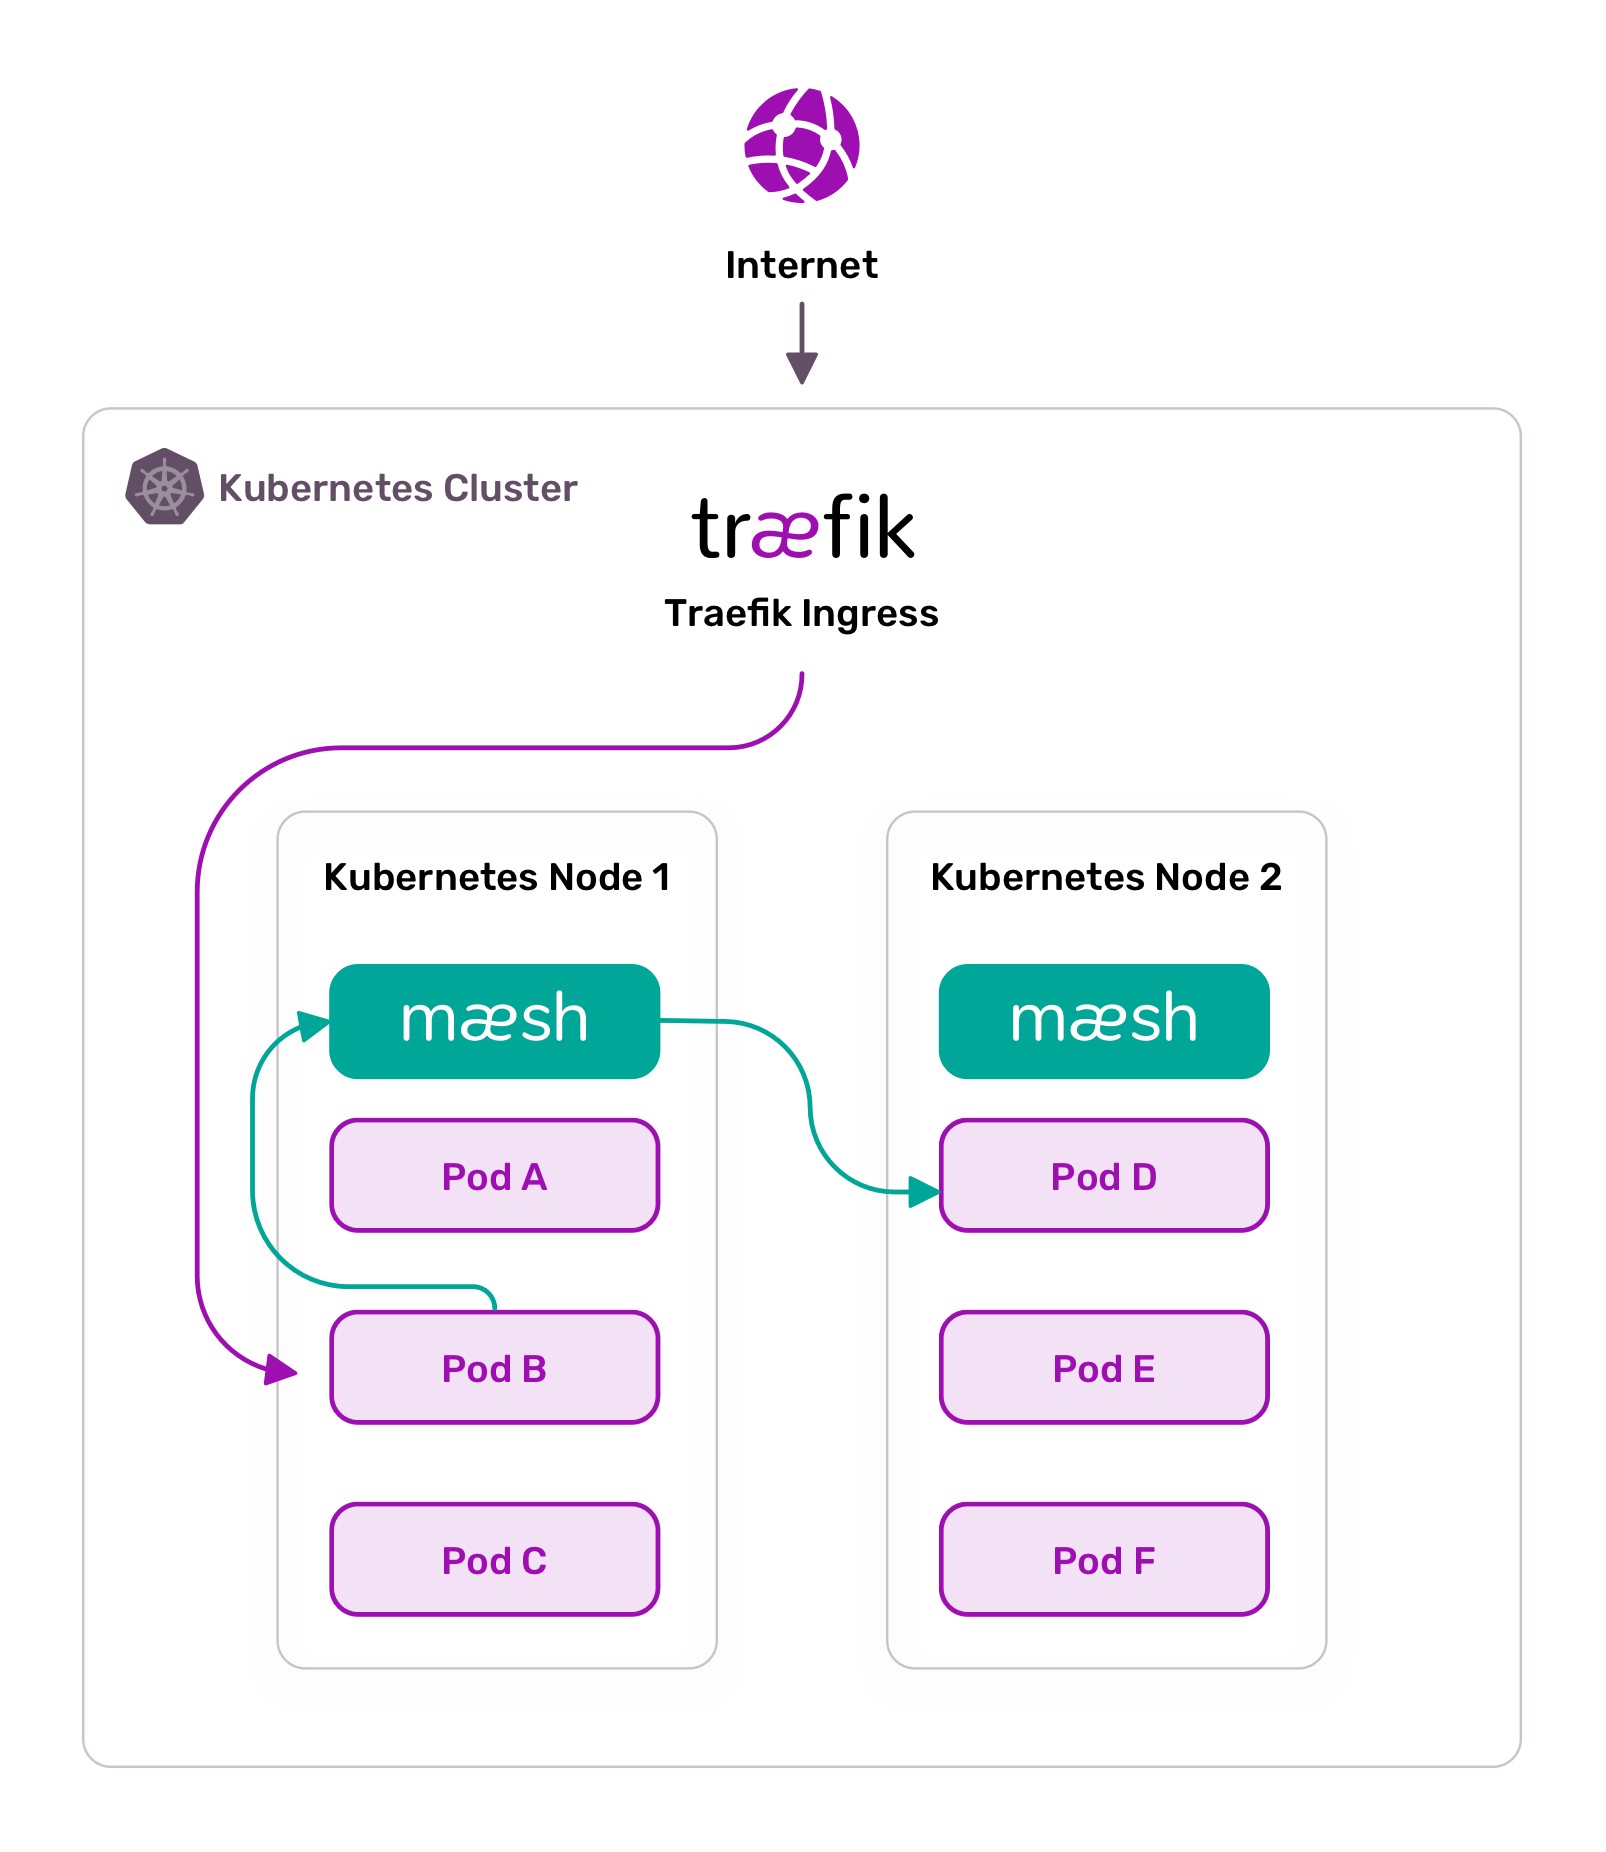 Internet
Kubernetes Cluster
træfik
Traefik Ingress
Kubernetes Node 1
mæsh
Pod A
Pod B
Pod C
Kubernetes Node 2
mæsh
Pod D
Pod E
Pod F